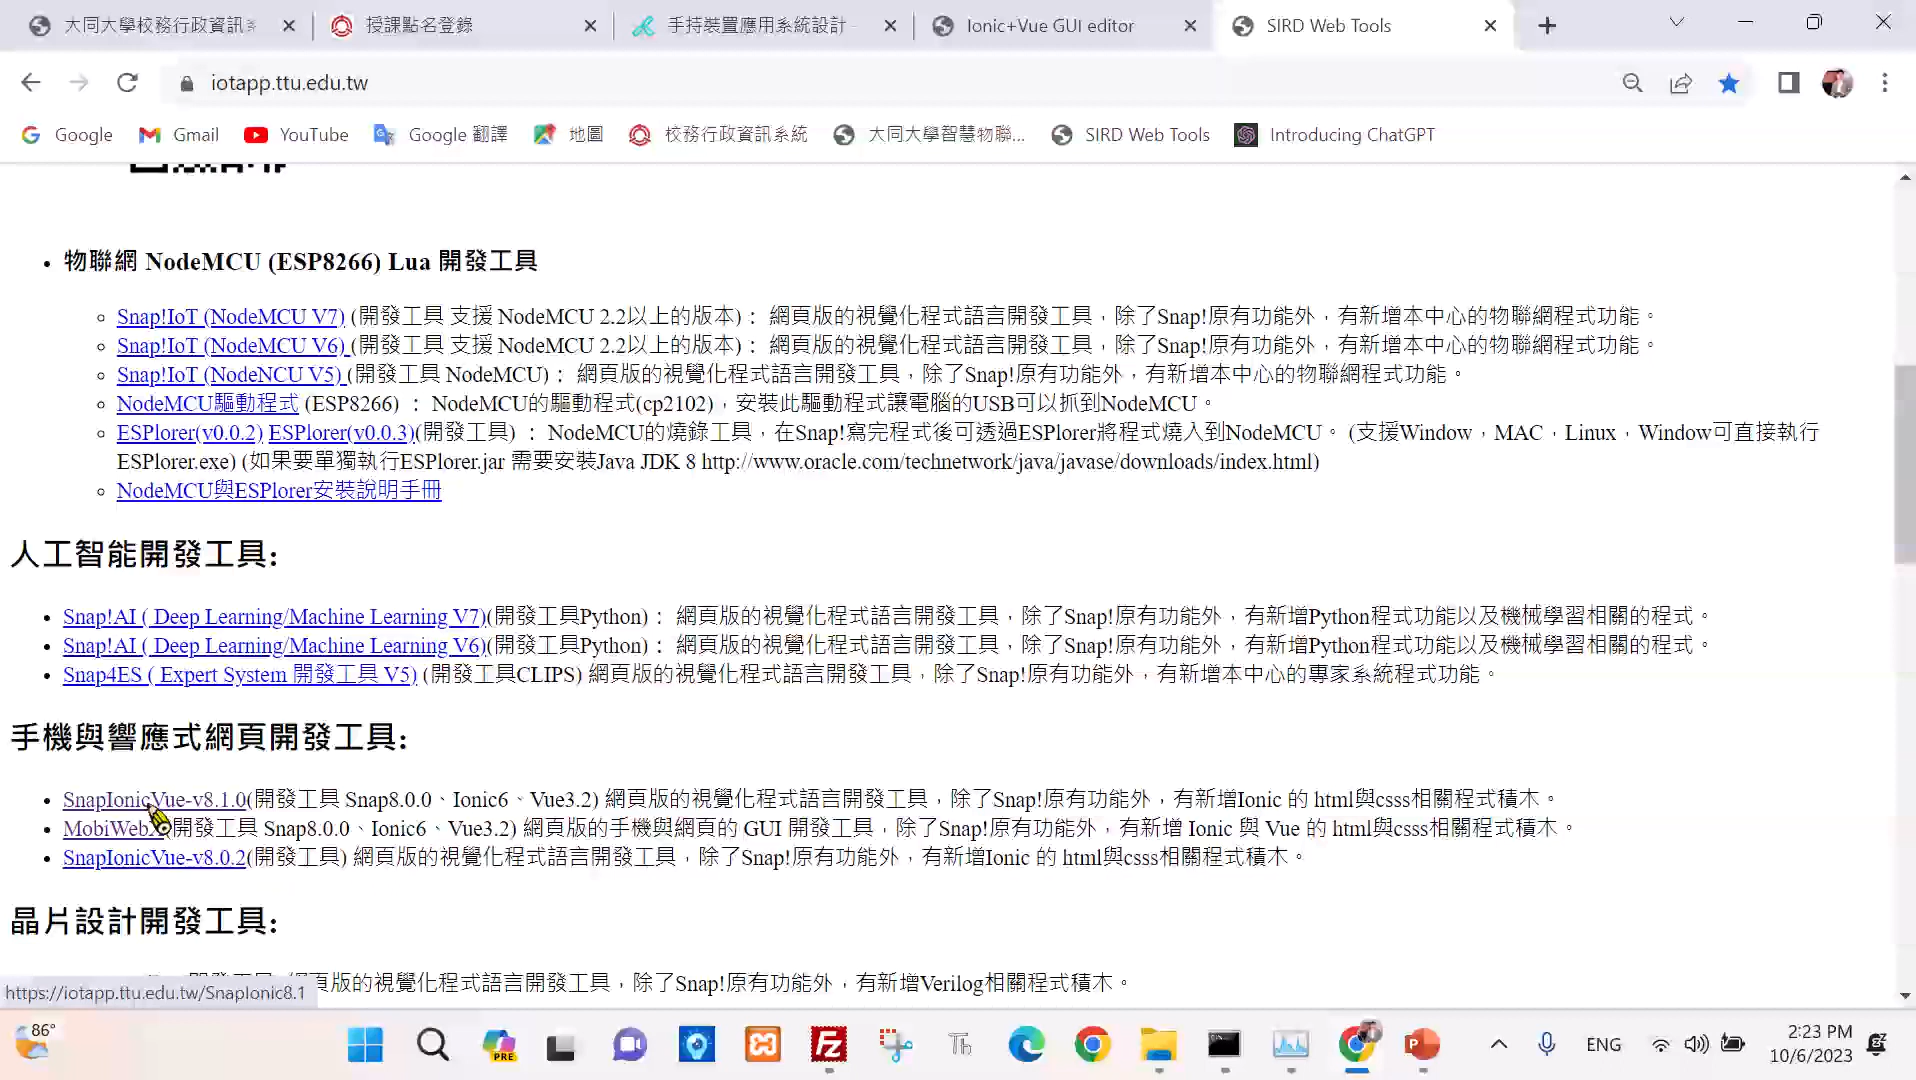 大同大學校務行政資訊
授課點名登錄
手持裝置應用系統設計
Ionic+Vue GUI editor
SIRD Web Tools
iotapp.ttu.edu.tw
Google
Gmail
YouTube
Google 翻譯
地圖
校務行政資訊系統
大同大學智慧物聯...
SIRD Web Tools
Introducing ChatGPT
• 物聯網 NodeMCU (ESP8266) Lua 開發工具
Snap!IoT (NodeMCU V7) (開發工具 支援 NodeMCU 2.2以上的版本)： 網頁版的視覺化程式語言開發工具，除了Snap!原有功能外，有新增本中心的物聯網程式功能。
Snap!IoT (NodeMCU V6) (開發工具 支援 NodeMCU 2.2以上的版本)： 網頁版的視覺化程式語言開發工具，除了Snap!原有功能外，有新增本中心的物聯網程式功能。
Snap!IoT (NodeNCU V5) (開發工具 NodeMCU)： 網頁版的視覺化程式語言開發工具，除了Snap!原有功能外，有新增本中心的物聯網程式功能。
NodeMCU驅動程式 (ESP8266) ： NodeMCU的驅動程式(cp2102)，安裝此驅動程式讓電腦的USB可以抓到NodeMCU。
ESPlorer(v0.0.2) ESPlorer(v0.0.3)(開發工具) ： NodeMCU的燒錄工具，在Snap!寫完程式後可透過ESPlorer將程式燒入到NodeMCU。 (支援Window，MAC，Linux，Window可直接執行
ESPlorer.exe) (如果要單獨執行ESPlorer.jar 需要安裝Java JDK 8 http://www.oracle.com/technetwork/java/javase/downloads/index.html)
NodeMCU與ESPlorer安裝說明手冊
人工智能開發工具:
Snap!AI ( Deep Learning/Machine Learning V7)(開發工具Python)： 網頁版的視覺化程式語言開發工具，除了Snap!原有功能外，有新增Python程式功能以及機械學習相關的程式。
Snap!AI ( Deep Learning/Machine Learning V6)(開發工具Python)： 網頁版的視覺化程式語言開發工具，除了Snap!原有功能外，有新增Python程式功能以及機械學習相關的程式。
Snap4ES ( Expert System 開發工具 V5) (開發工具CLIPS) 網頁版的視覺化程式語言開發工具，除了Snap!原有功能外，有新增本中心的專家系統程式功能。
手機與響應式網頁開發工具:
SnapIonicVue-v8.1.0(開發工具 Snap8.0.0、Ionic6、Vue3.2) 網頁版的視覺化程式語言開發工具，除了Snap!原有功能外，有新增Ionic 的 html與csss相關程式積木。
MobiWeb2(開發工具 Snap8.0.0、Ionic6、Vue3.2) 網頁版的手機與網頁的 GUI 開發工具，除了Snap!原有功能外，有新增 Ionic 與 Vue 的 html與csss相關程式積木。
SnapIonicVue-v8.0.2(開發工具) 網頁版的視覺化程式語言開發工具，除了Snap!原有功能外，有新增Ionic 的 html與csss相關程式積木。
晶片設計開發工具:
網頁版的視覺化程式語言開發工具，除了Snap!原有功能外，有新增Verilog相關程式積木。
https://iotapp.ttu.edu.tw/SnapIonic8.1
86°
PRE
Th
ENG
2:23 PM
10/6/2023